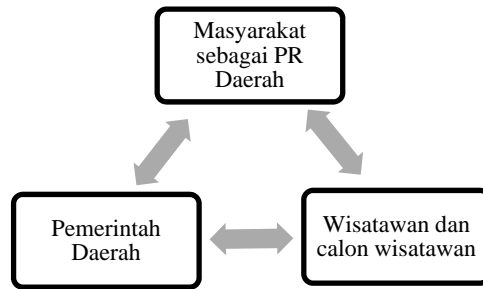 Masyarakat
sebagai PR
Daerah
Pemerintah
Daerah
Wisatawan dan
calon wisatawan